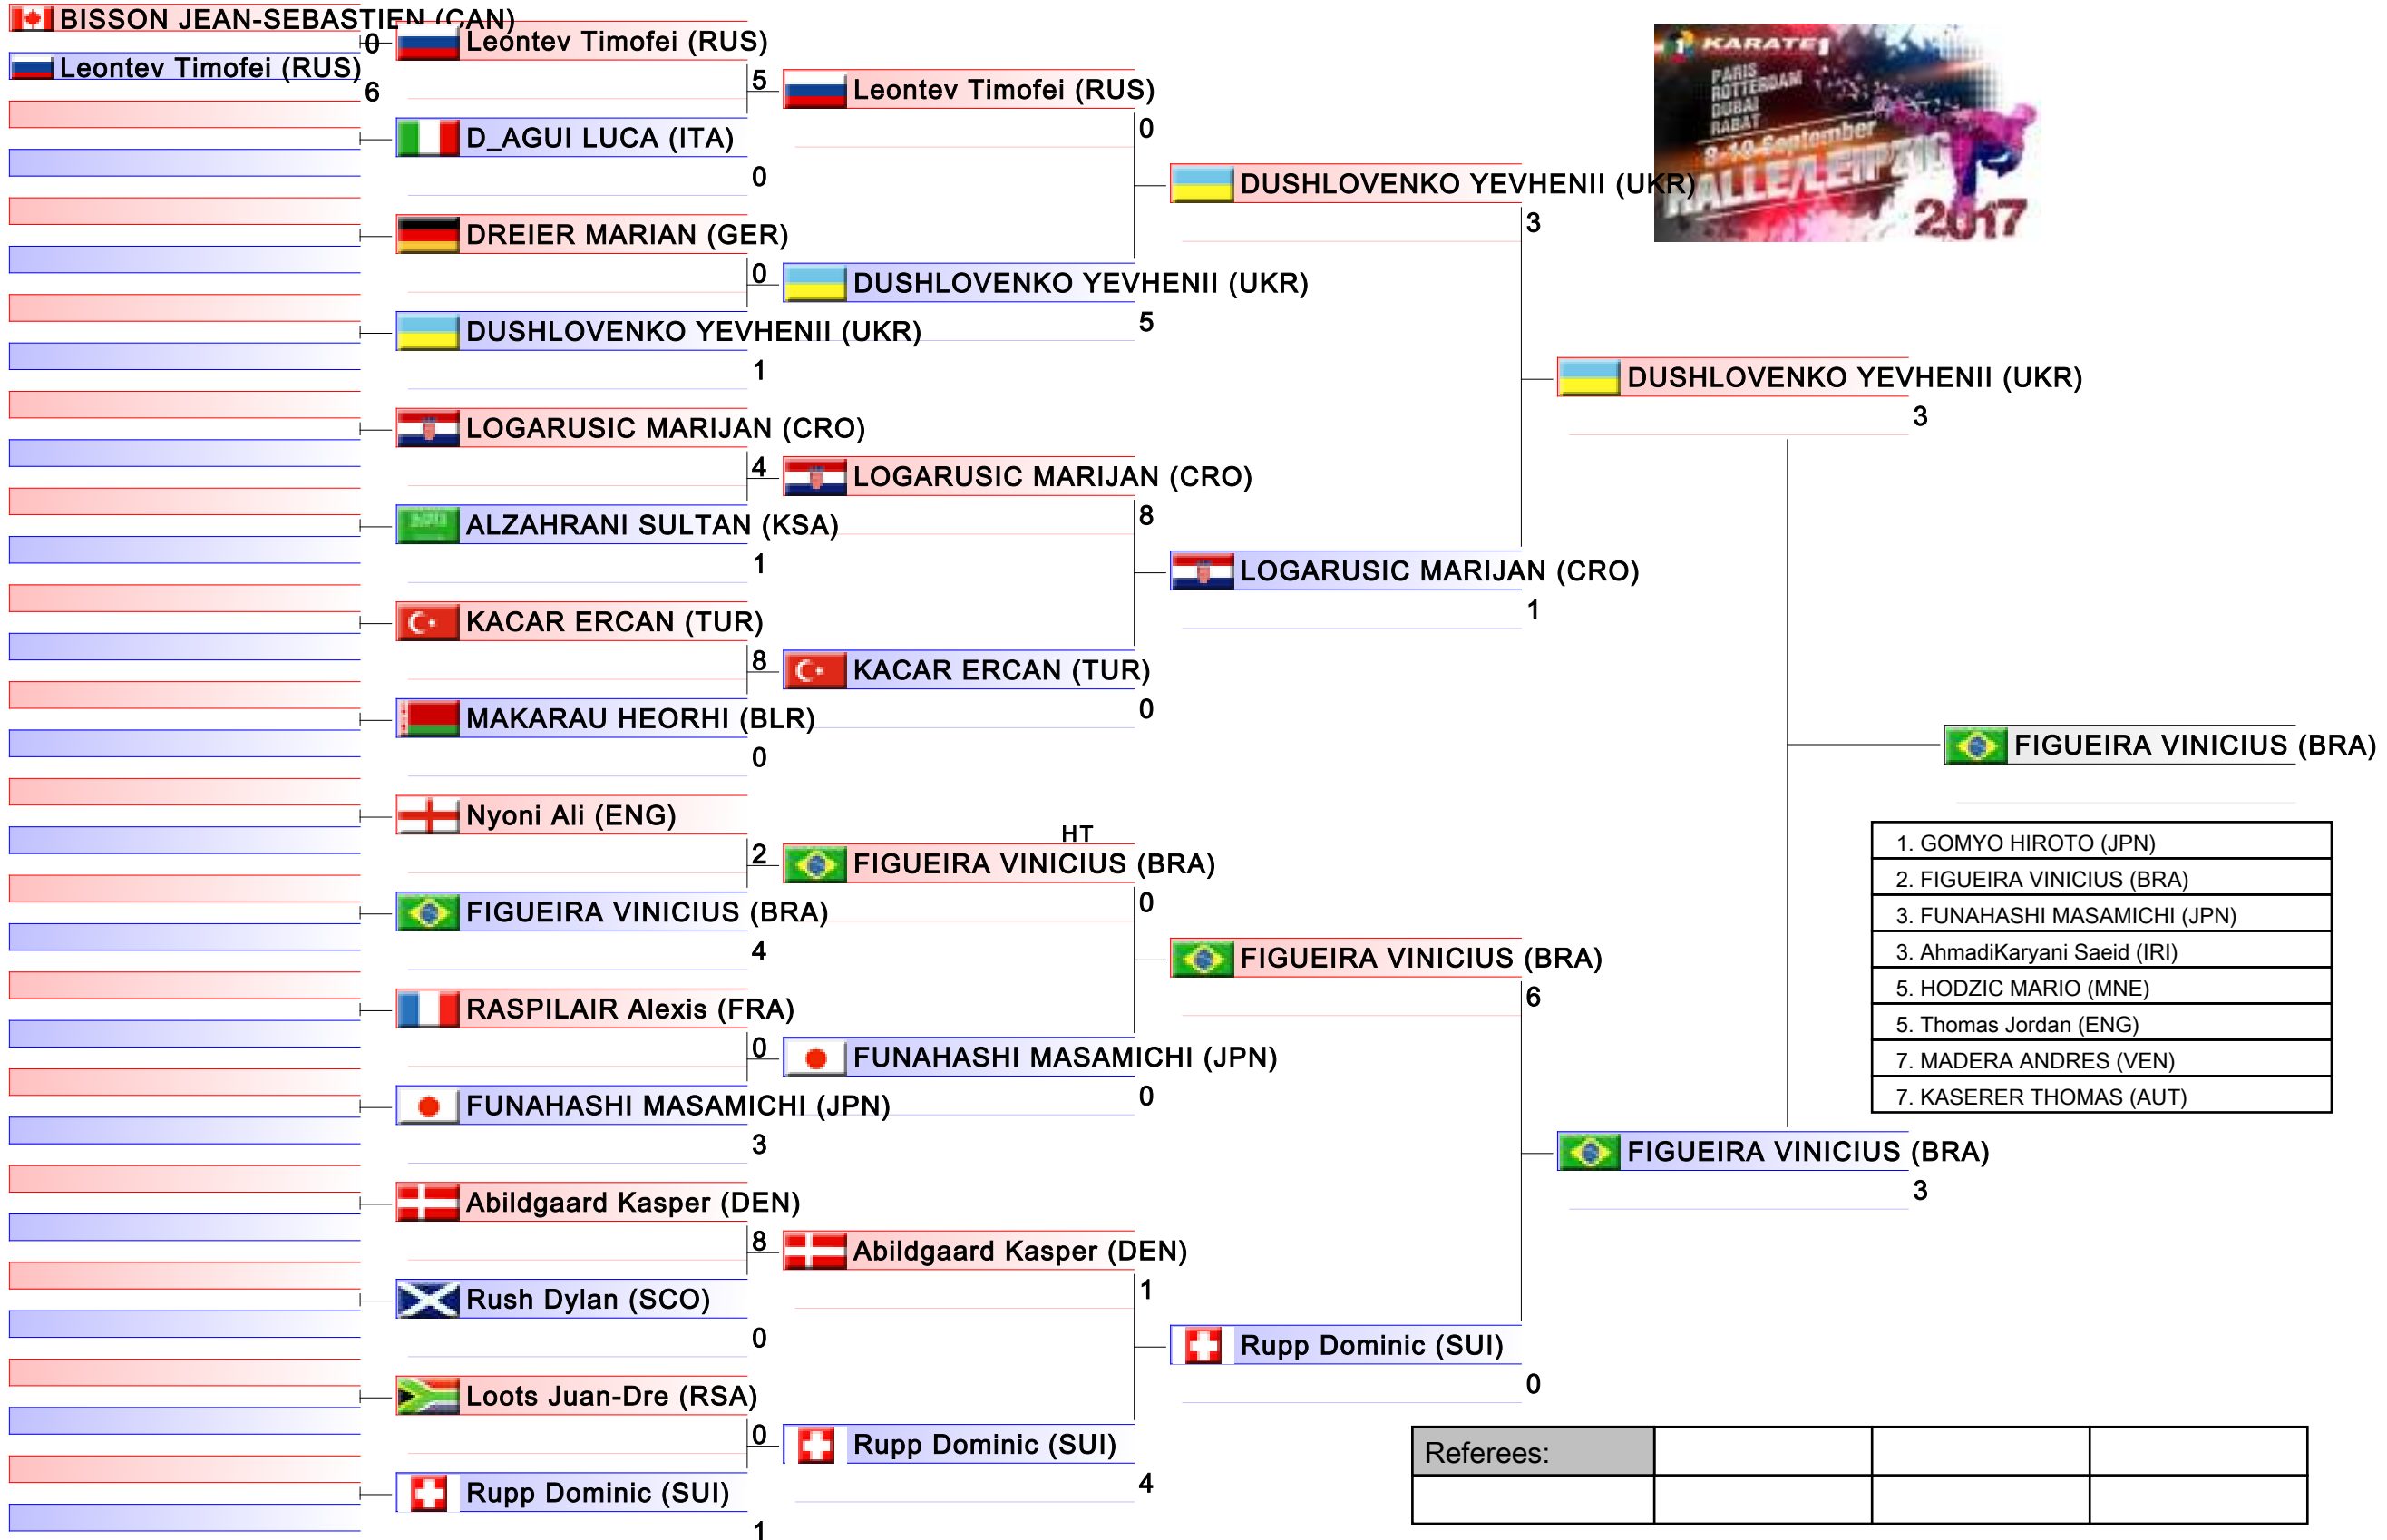 BISSON JEAN-SEBASTIEN (CAN)
0
Leontev Timofei (RUS)
6
Leontev Timofei (RUS)
5
D_AGUI LUCA (ITA)
0
DREIER MARIAN (GER)
0
DUSHLOVENKO YEVHENII (UKR)
1
LOGARUSIC MARIJAN (CRO)
4
ALZAHRANI SULTAN (KSA)
1
KACAR ERCAN (TUR)
8
MAKARAU HEORHI (BLR)
0
Nyoni Ali (ENG)
2
FIGUEIRA VINICIUS (BRA)
4
RASPILAIR Alexis (FRA)
0
FUNAHASHI MASAMICHI (JPN)
3
Abildgaard Kasper (DEN)
8
Rush Dylan (SCO)
0
Loots Juan-Dre (RSA)
0
Rupp Dominic (SUI)
1
Leontev Timofei (RUS)
0
DUSHLOVENKO YEVHENII (UKR)
5
LOGARUSIC MARIJAN (CRO)
8
KACAR ERCAN (TUR)
0
HT
FIGUEIRA VINICIUS (BRA)
0
FUNAHASHI MASAMICHI (JPN)
0
Abildgaard Kasper (DEN)
1
Rupp Dominic (SUI)
4
DUSHLOVENKO YEVHENII (UKR)
3
LOGARUSIC MARIJAN (CRO)
1
FIGUEIRA VINICIUS (BRA)
6
Rupp Dominic (SUI)
0
DUSHLOVENKO YEVHENII (UKR)
3
FIGUEIRA VINICIUS (BRA)
3
FIGUEIRA VINICIUS (BRA)
KARATE1
PARIS
ROTTERDAM
DUBAI
RABAT
8-10 September
HALLE/LEIPZIG
2017
1. GOMYO HIROTO (JPN)
2. FIGUEIRA VINICIUS (BRA)
3. FUNAHASHI MASAMICHI (JPN)
3. AhmadiKaryani Saeid (IRI)
5. HODZIC MARIO (MNE)
5. Thomas Jordan (ENG)
7. MADERA ANDRES (VEN)
7. KASERER THOMAS (AUT)
Referees: